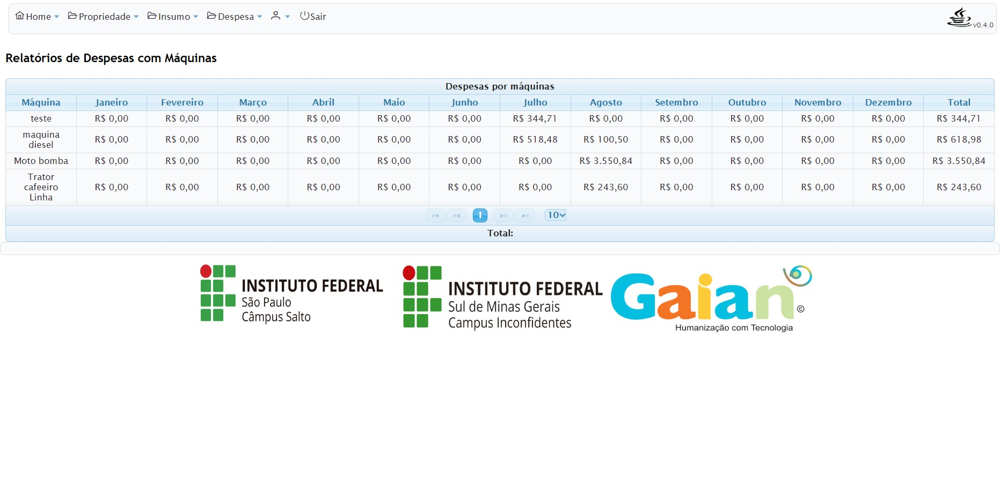 Home Propriedade Insumo Despesa Sair v0.4.0
Relatórios de Despesas com Máquinas
Despesas por máquinas
Máquina Janeiro Fevereiro Março Abril Maio Junho Julho Agosto Setembro Outubro Novembro Dezembro Total
teste R$ 0,00 R$ 0,00 R$ 0,00 R$ 0,00 R$ 0,00 R$ 0,00 R$ 344,71 R$ 0,00 R$ 0,00 R$ 0,00 R$ 0,00 R$ 0,00 R$ 344,71
maquina
diesel R$ 0,00 R$ 0,00 R$ 0,00 R$ 0,00 R$ 0,00 R$ 0,00 R$ 518,48 R$ 100,50 R$ 0,00 R$ 0,00 R$ 0,00 R$ 0,00 R$ 618,98
Moto bomba R$ 0,00 R$ 0,00 R$ 0,00 R$ 0,00 R$ 0,00 R$ 0,00 R$ 0,00 R$ 3.550,84 R$ 0,00 R$ 0,00 R$ 0,00 R$ 0,00 R$ 3.550,84
Trator
cafeeiro
Linha R$ 0,00 R$ 0,00 R$ 0,00 R$ 0,00 R$ 0,00 R$ 0,00 R$ 0,00 R$ 243,60 R$ 0,00 R$ 0,00 R$ 0,00 R$ 0,00 R$ 243,60
1 10
Total:
INSTITUTO FEDERAL
São Paulo
Câmpus Salto
INSTITUTO FEDERAL
Sul de Minas Gerais
Campus Inconfidentes
Gaian ©
Humanização com Tecnologia